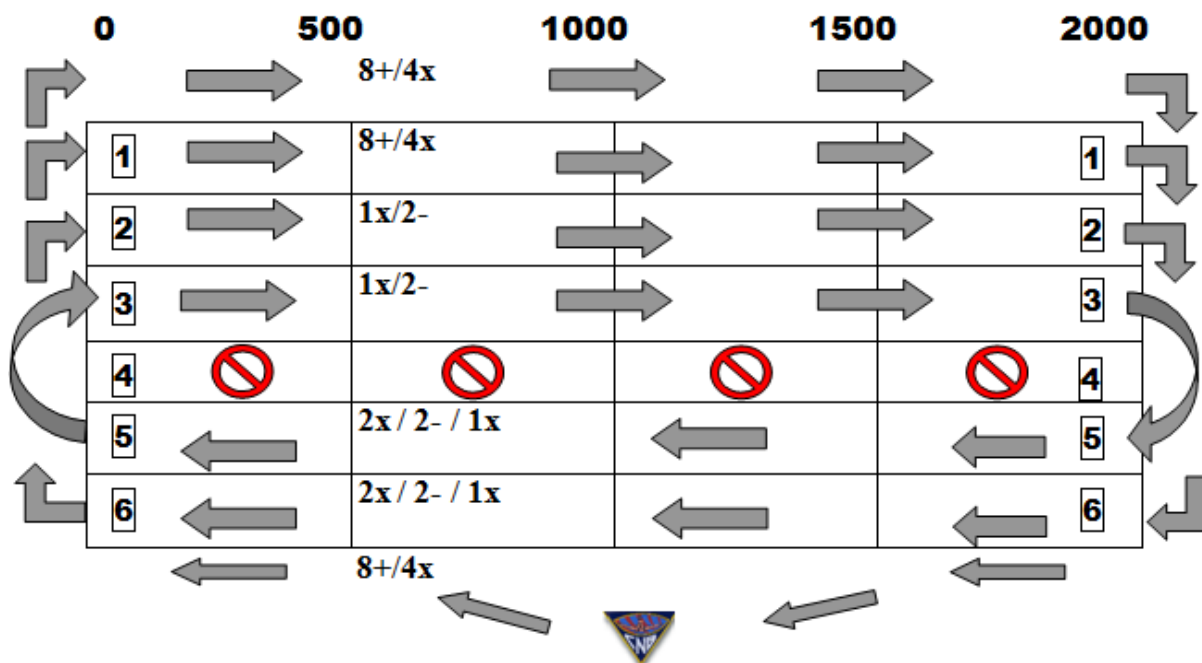 0 500 1000 1500 2000
8+/4x
1 8+/4x 1
2 1x/2- 2
3 1x/2- 3
4 4
5 2x / 2- / 1x 5
6 2x / 2- / 1x 6
8+/4x